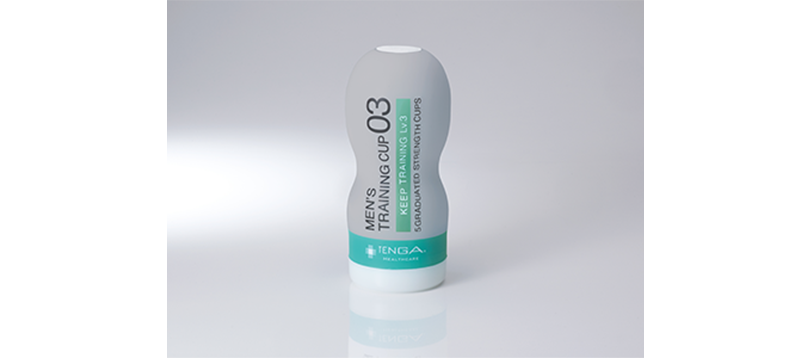 MEN'S
TRAINING CUP 03
KEEP TRAINING Lv3
5 GRADUATED STRENGTH CUPS
TENGA
HEALTHCARE